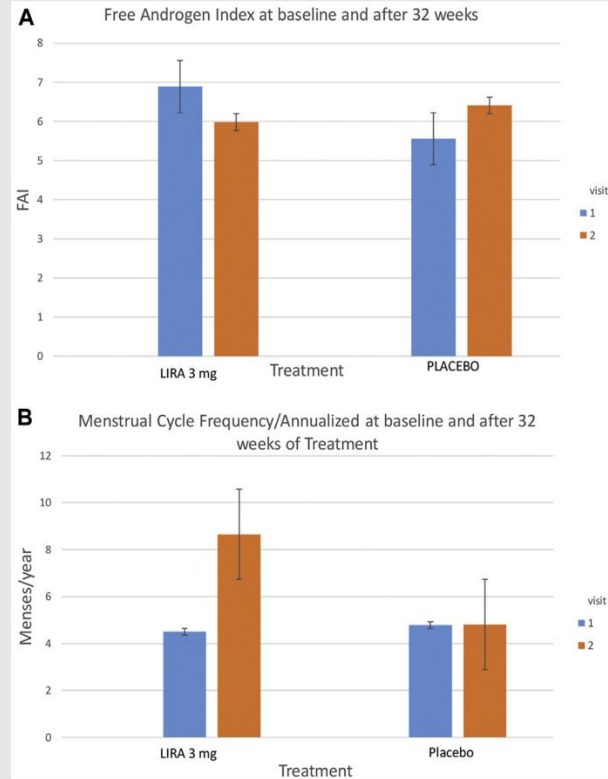 A
Free Androgen Index at baseline and after 32 weeks
8
7
6
5
4
3
2
1
0
FAI
visit
1
2
LIRA 3 mg
Treatment
PLACEBO
B
Menstrual Cycle Frequency/Annualized at baseline and after 32
weeks of Treatment
12
10
8
6
4
2
0
Menses/year
visit
1
2
LIRA 3 mg
Placebo
Treatment